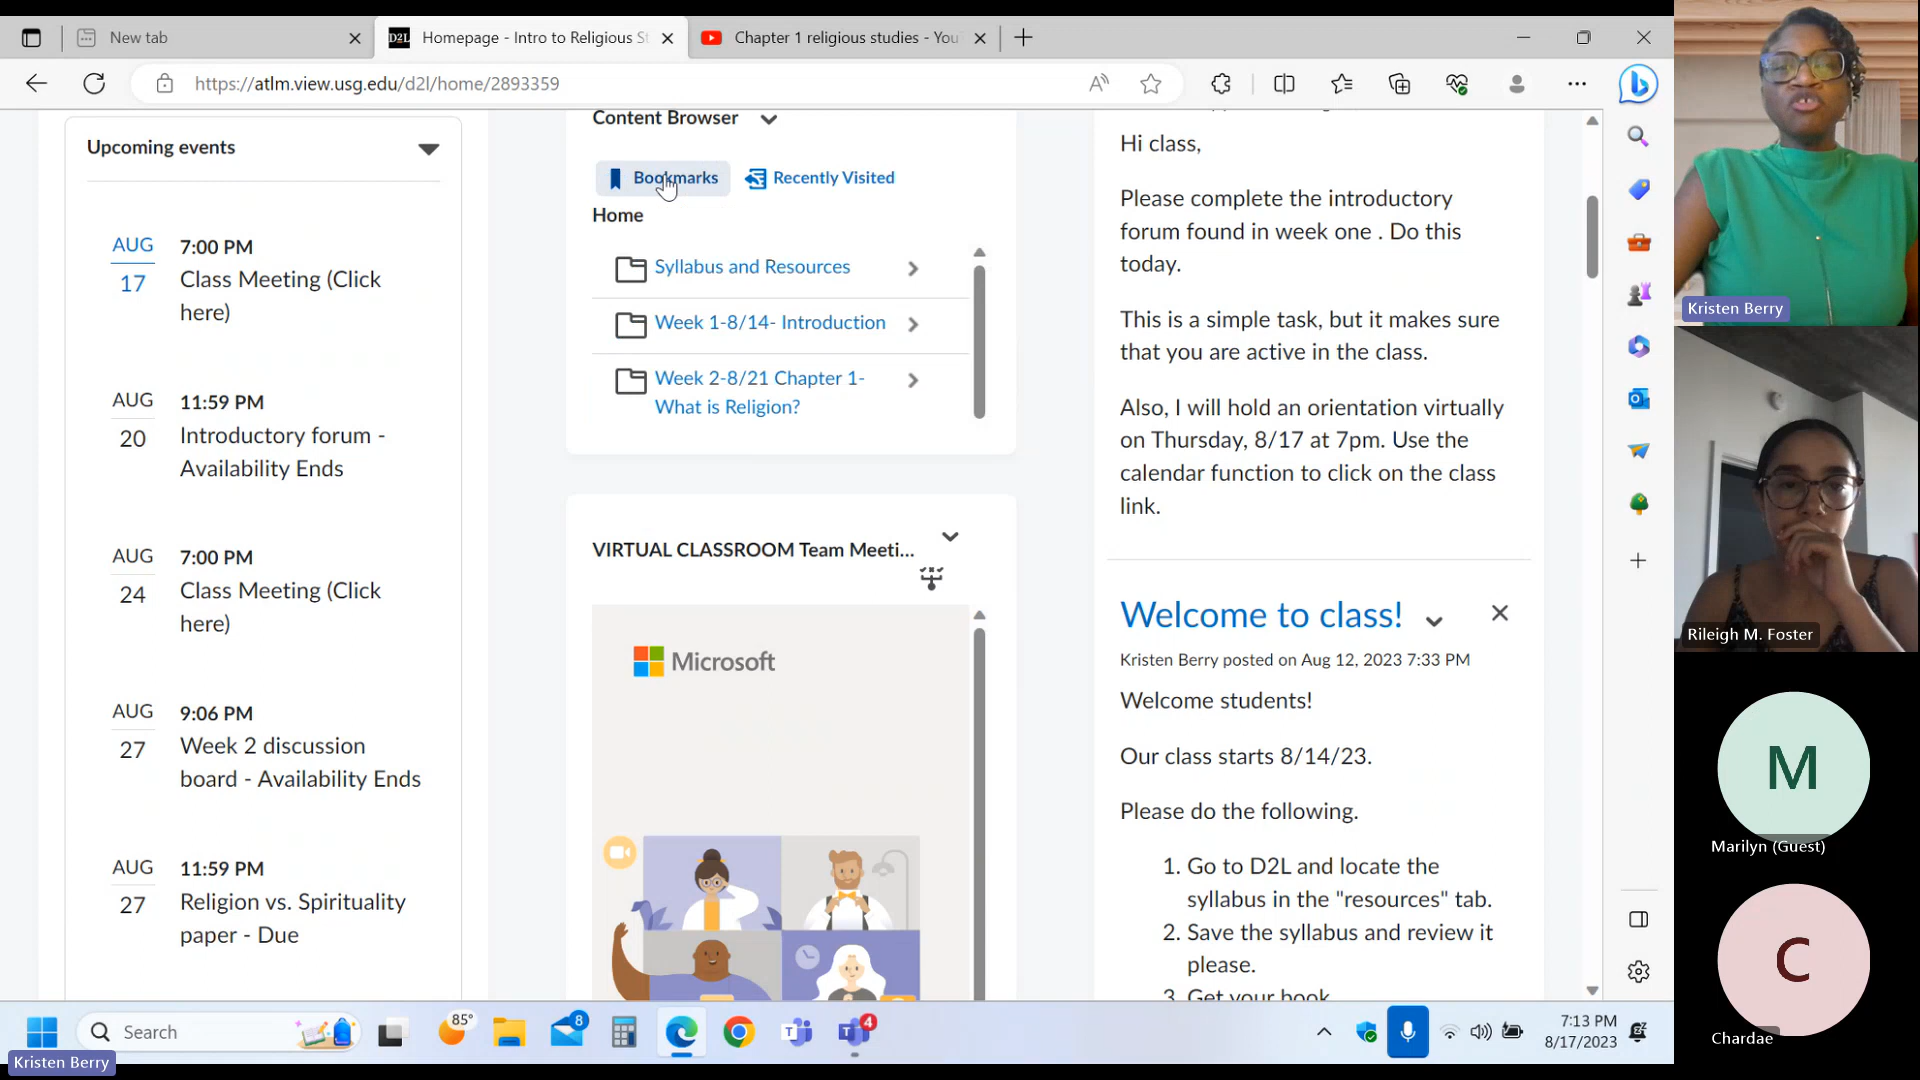 New tab
D2L
Homepage - Intro to Religious St
Chapter 1 religious studies - You
https://atlm.view.usg.edu/d2l/home/2893359
Upcoming events
AUG
17
7:00 PM
Class Meeting (Click
here)
AUG
20
11:59 PM
Introductory forum -
Availability Ends
AUG
24
7:00 PM
Class Meeting (Click
here)
AUG
27
9:06 PM
Week 2 discussion
board - Availability Ends
AUG
27
11:59 PM
Religion vs. Spirituality
paper - Due
Content Browser
Bookmarks
Recently Visited
Home
Syllabus and Resources
Week 1-8/14- Introduction
Week 2-8/21 Chapter 1-
What is Religion?
VIRTUAL CLASSROOM Team Meeti...
Microsoft
Hi class,
Please complete the introductory
forum found in week one . Do this
today.
This is a simple task, but it makes sure
that you are active in the class.
Also, I will hold an orientation virtually
on Thursday, 8/17 at 7pm. Use the
calendar function to click on the class
link.
Welcome to class!
Kristen Berry posted on Aug 12, 2023 7:33 PM
Welcome students!
Our class starts 8/14/23.
Please do the following.
1. Go to D2L and locate the
syllabus in the "resources" tab.
2. Save the syllabus and review it
please.
3. Get your book
Kristen Berry
Rileigh M. Foster
M
Marilyn (Guest)
C
Chardae
Search
85°
8
4
7:13 PM
8/17/2023
Kristen Berry